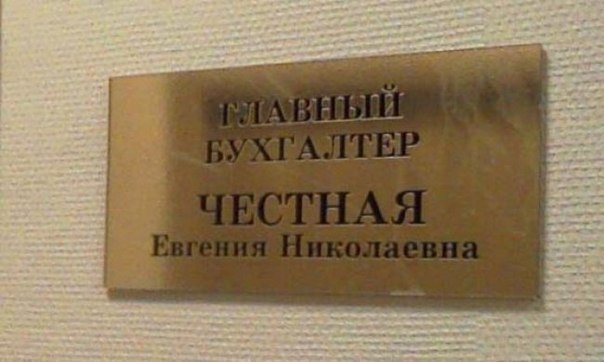 ГЛАВНЫЙ
БУХГАЛТЕР
ЧЕСТНАЯ
Евгения Николаевна